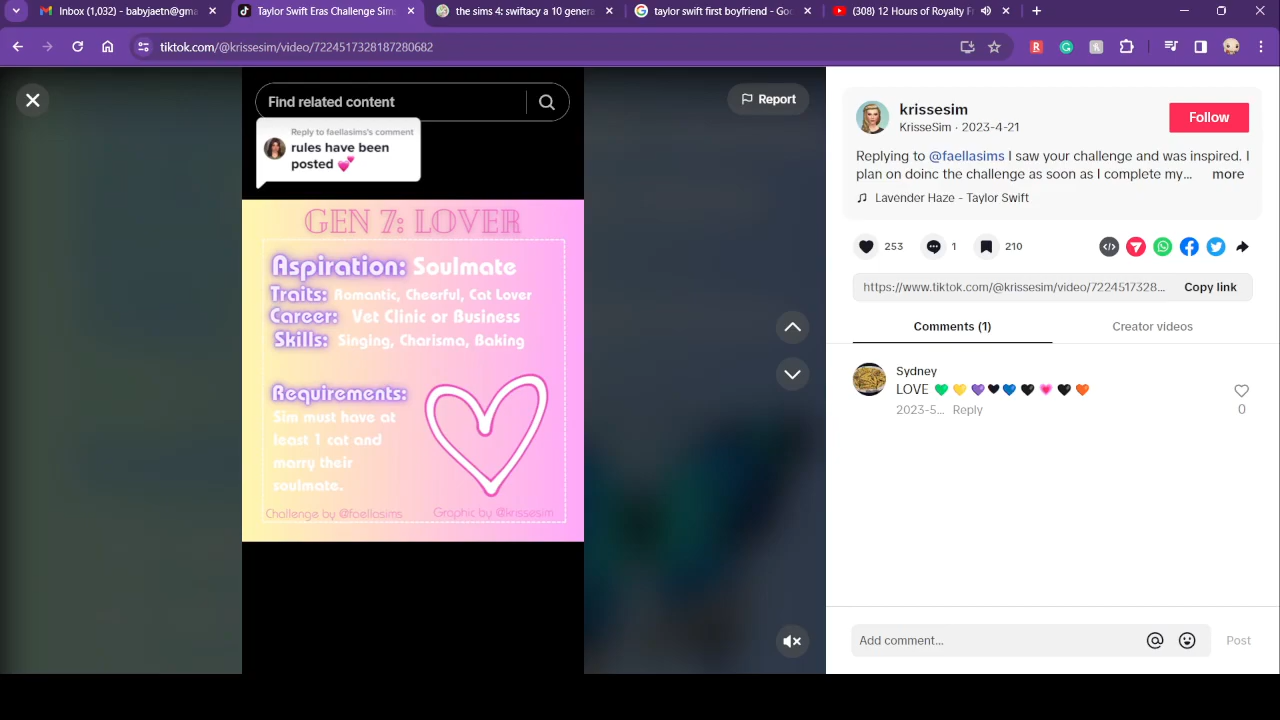 Inbox (1,032) - babyjaetn@gma
Taylor Swift Eras Challenge Sim
the sims 4: swiftacy a 10 genera
taylor swift first boyfriend - Goo
(308) 12 Hours of Royalty F
tiktok.com/@krissesim/video/7224517328187280682
Find related content
Report
Reply to faellasims's comment
rules have been
posted 💕
GEN 7: LOVER
Aspiration: Soulmate
Traits: Romantic, Cheerful, Cat Lover
Career: Vet Clinic or Business
Skills: Singing, Charisma, Baking
Requirements:
Sim must have at
least 1 cat and
marry their
soulmate.
Challenge by @faellasims
Graphic by @krissesim
krissesim
KrisseSim · 2023-4-21
Follow
Replying to @faellasims I saw your challenge and was inspired. I
plan on doinc the challenge as soon as I complete my... more
♫ Lavender Haze - Taylor Swift
253
1
210
https://www.tiktok.com/@krissesim/video/7224517328...
Copy link
Comments (1)
Creator videos
Sydney
LOVE 💚💛💜🖤💙🖤💗🖤🧡
2023-5... Reply
0
Add comment...
Post